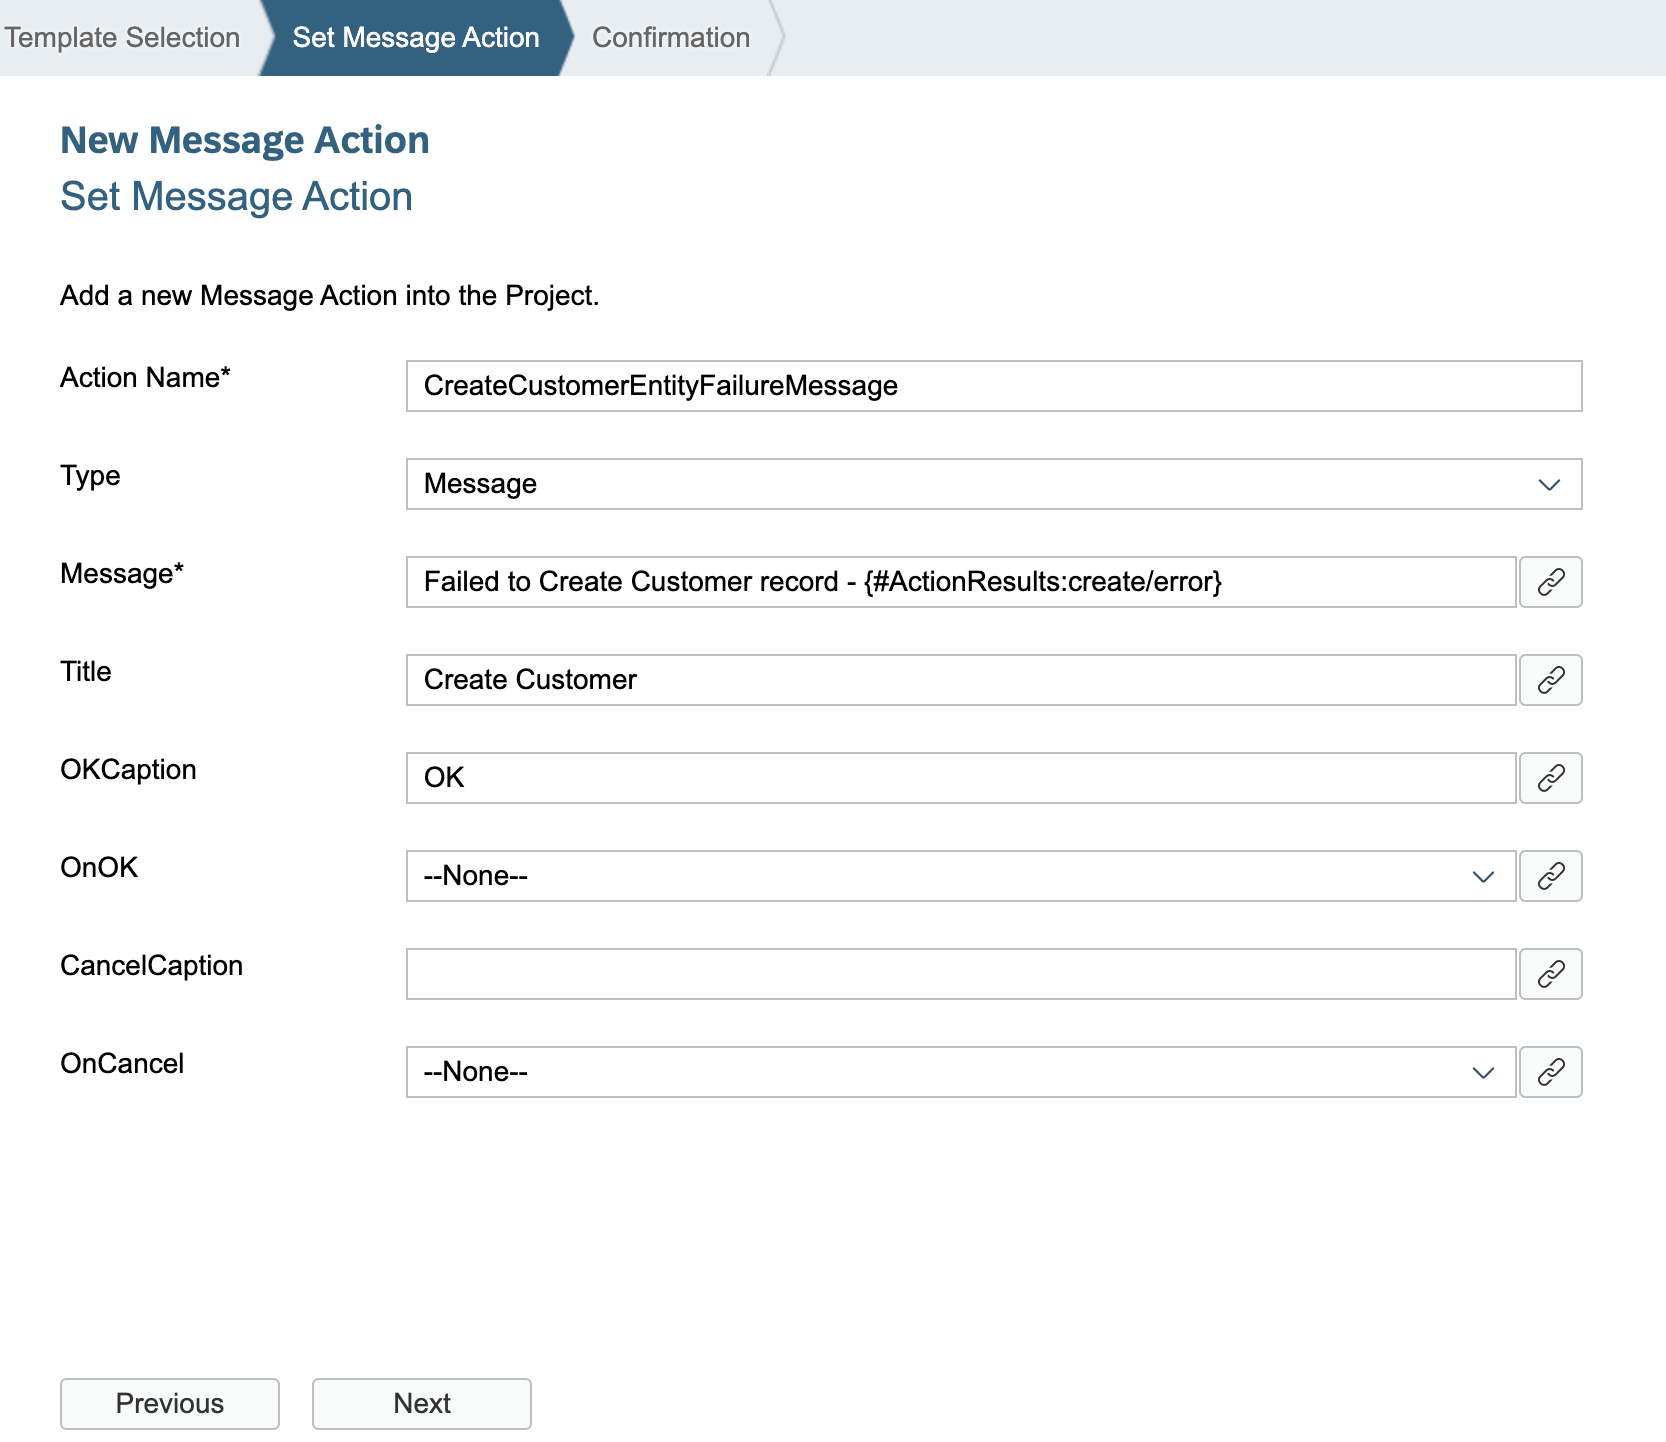 Template Selection
Set Message Action
Confirmation
New Message Action
Set Message Action
Add a new Message Action into the Project.
Action Name*
CreateCustomerEntityFailureMessage
Type
Message
Message*
Failed to Create Customer record - {#ActionResults:create/error}
Title
Create Customer
OKCaption
OK
OnOK
--None--
CancelCaption
OnCancel
--None--
Previous
Next